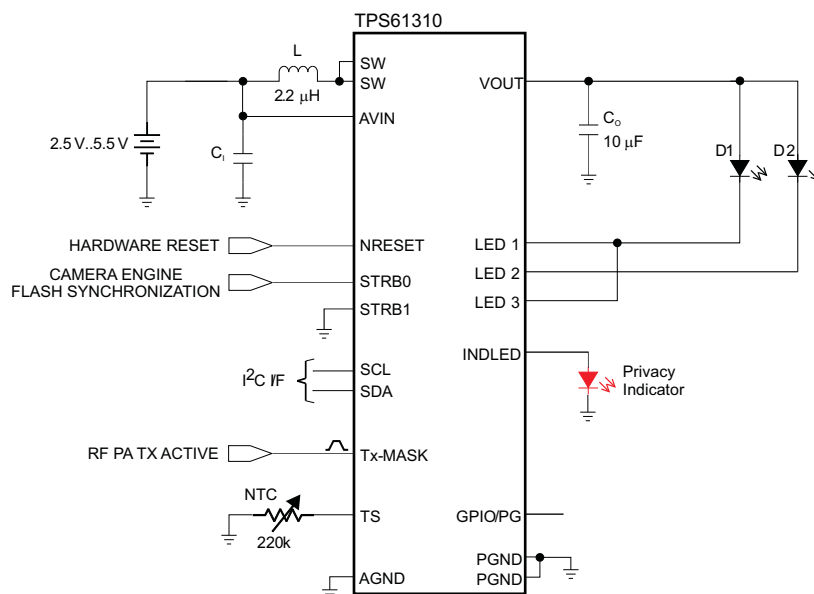 TPS61310
L
2.2 μH
SW
SW
AVIN
VOUT
2.5 V..5.5 V
Cᵢ
Cₒ
10 μF
D1
D2
HARDWARE RESET
NRESET
LED 1
CAMERA ENGINE
FLASH SYNCHRONIZATION
STRB0
LED 2
STRB1
LED 3
INDLED
I²C I/F
SCL
SDA
Privacy
Indicator
RF PA TX ACTIVE
Tx-MASK
NTC
220k
TS
GPIO/PG
AGND
PGND
PGND